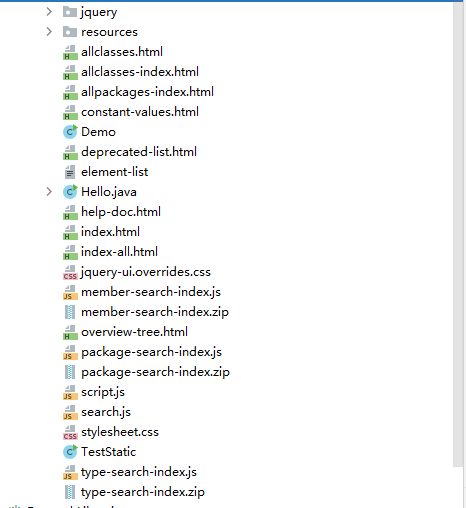 jquery
resources
allclasses.html
allclasses-index.html
allpackages-index.html
constant-values.html
Demo
deprecated-list.html
element-list
Hello.java
help-doc.html
index.html
index-all.html
jquery-ui.overrides.css
member-search-index.js
member-search-index.zip
overview-tree.html
package-search-index.js
package-search-index.zip
script.js
search.js
stylesheet.css
TestStatic
type-search-index.js
type-search-index.zip